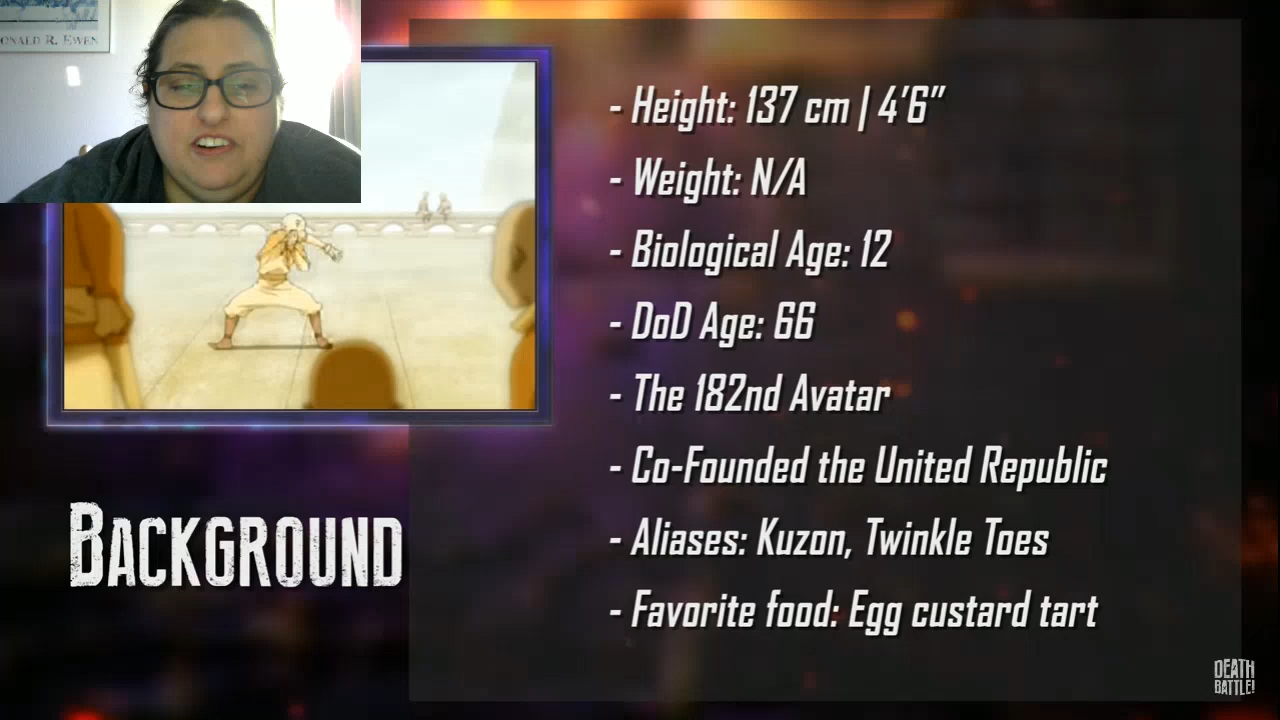 ONALD R. EWEN
- Height: 137 cm | 4'6"
- Weight: N/A
- Biological Age: 12
- DoD Age: 66
- The 182nd Avatar
- Co-Founded the United Republic
- Aliases: Kuzon, Twinkle Toes
- Favorite food: Egg custard tart
BACKGROUND
DEATH
BATTLE!